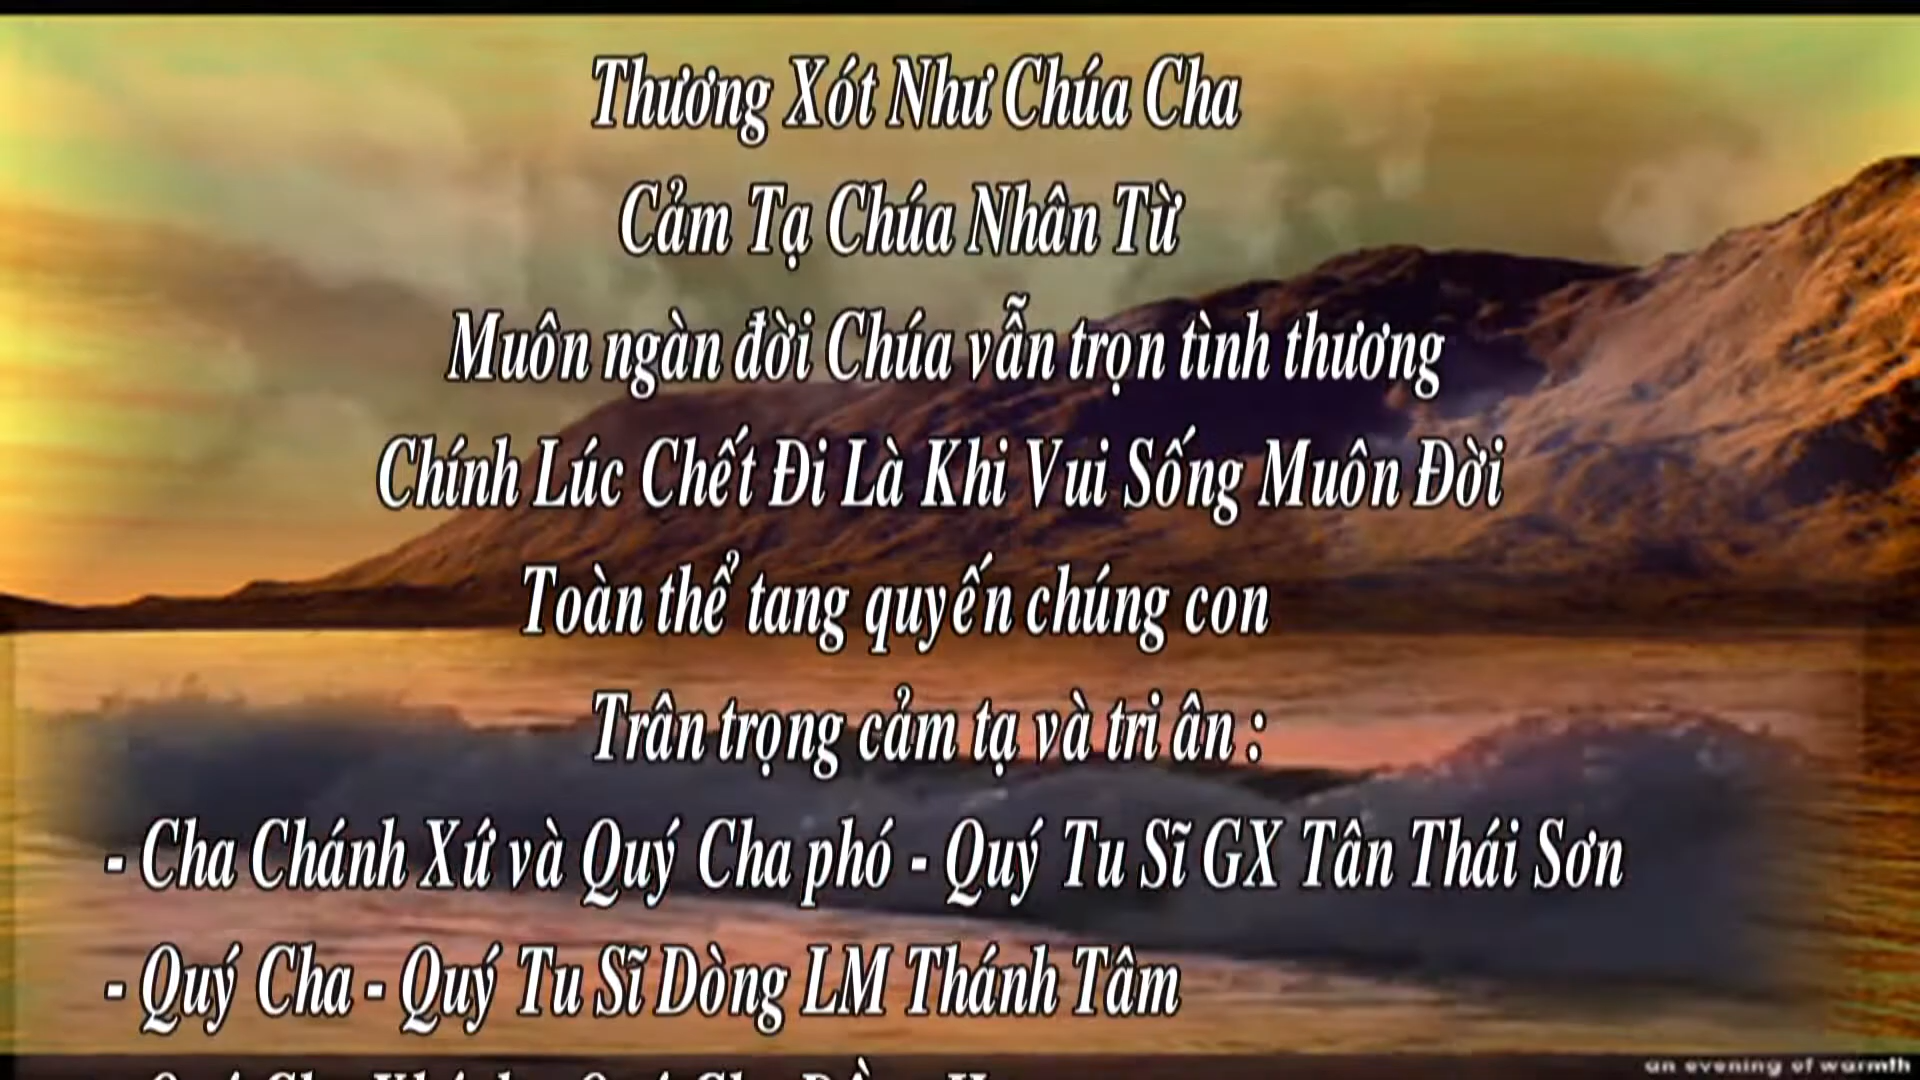 Thương Xót Như Chúa Cha
Cảm Tạ Chúa Nhân Từ
Muôn ngàn đời Chúa vẫn trọn tình thương
Chính Lúc Chết Đi Là Khi Vui Sống Muôn Đời
Toàn thể tang quyến chúng con
Trân trọng cảm tạ và tri ân :
- Cha Chánh Xứ và Quý Cha phó - Quý Tu Sĩ GX Tân Thái Sơn
- Quý Cha - Quý Tu Sĩ Dòng LM Thánh Tâm
an evening of warmth